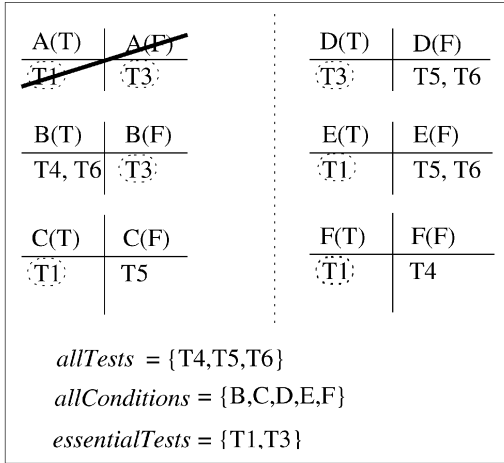 A(T) A(F) D(T) D(F)
T1 T3 T3 T5, T6
B(T) B(F) E(T) E(F)
T4, T6 T3 T1 T5, T6
C(T) C(F) F(T) F(F)
T1 T5 T1 T4
allTests = {T4,T5,T6}
allConditions = {B,C,D,E,F}
essentialTests = {T1,T3}